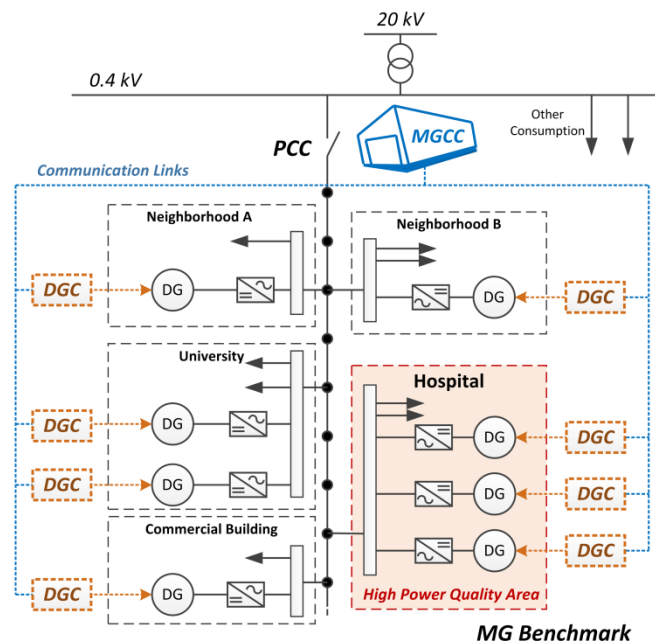 20 kV
0.4 kV
MGCC
Other
Consumption
PCC
Communication Links
Neighborhood A
Neighborhood B
DGC
DG
DG
DGC
University
Hospital
DGC
DG
DG
DGC
DGC
DG
DG
DGC
Commercial Building
DG
DGC
High Power Quality Area
DGC
DG
MG Benchmark